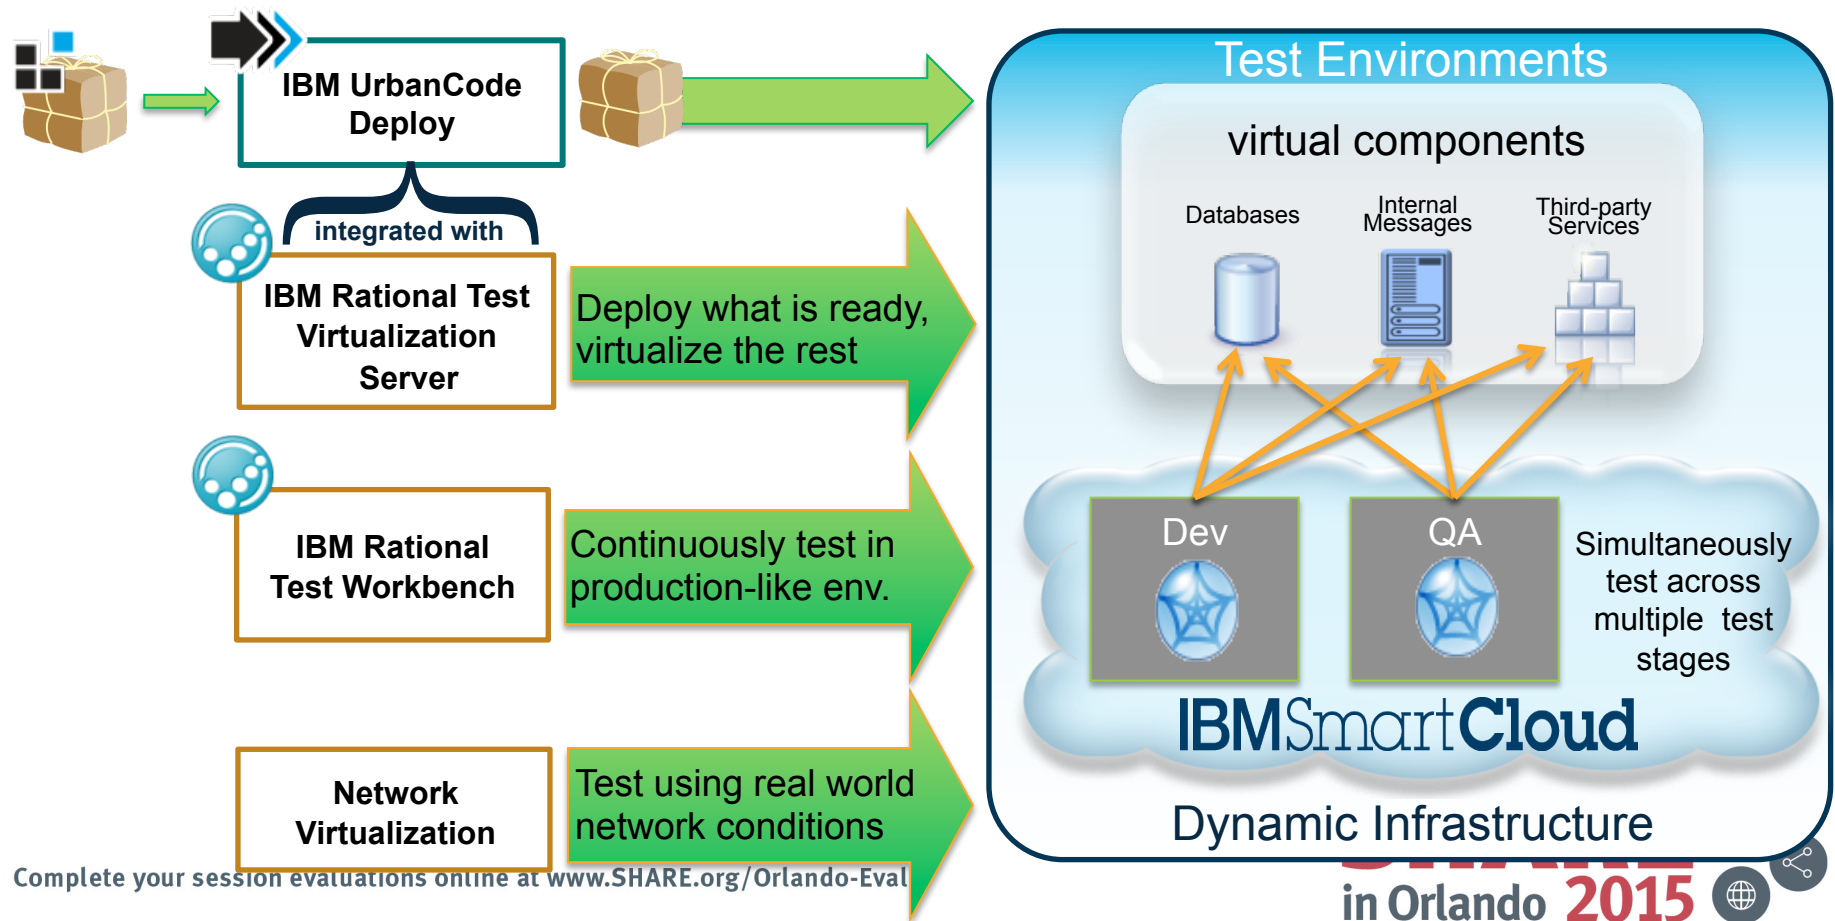 IBM UrbanCode
Deploy
integrated with
IBM Rational Test
Virtualization
Server
Deploy what is ready,
virtualize the rest
IBM Rational
Test Workbench
Continuously test in
production-like env.
Network
Virtualization
Test using real world
network conditions
Test Environments
virtual components
Databases
Internal
Messages
Third-party
Services
Dev
QA
Simultaneously
test across
multiple test
stages
IBMSmartCloud
Dynamic Infrastructure
Complete your session evaluations online at www.SHARE.org/Orlando-Eval
in Orlando 2015